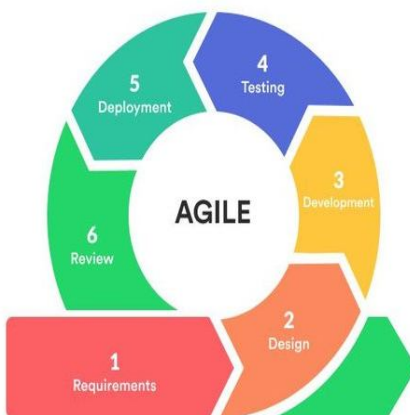 5
Deployment
4
Testing
3
Development
AGILE
6
Review
2
Design
1
Requirements